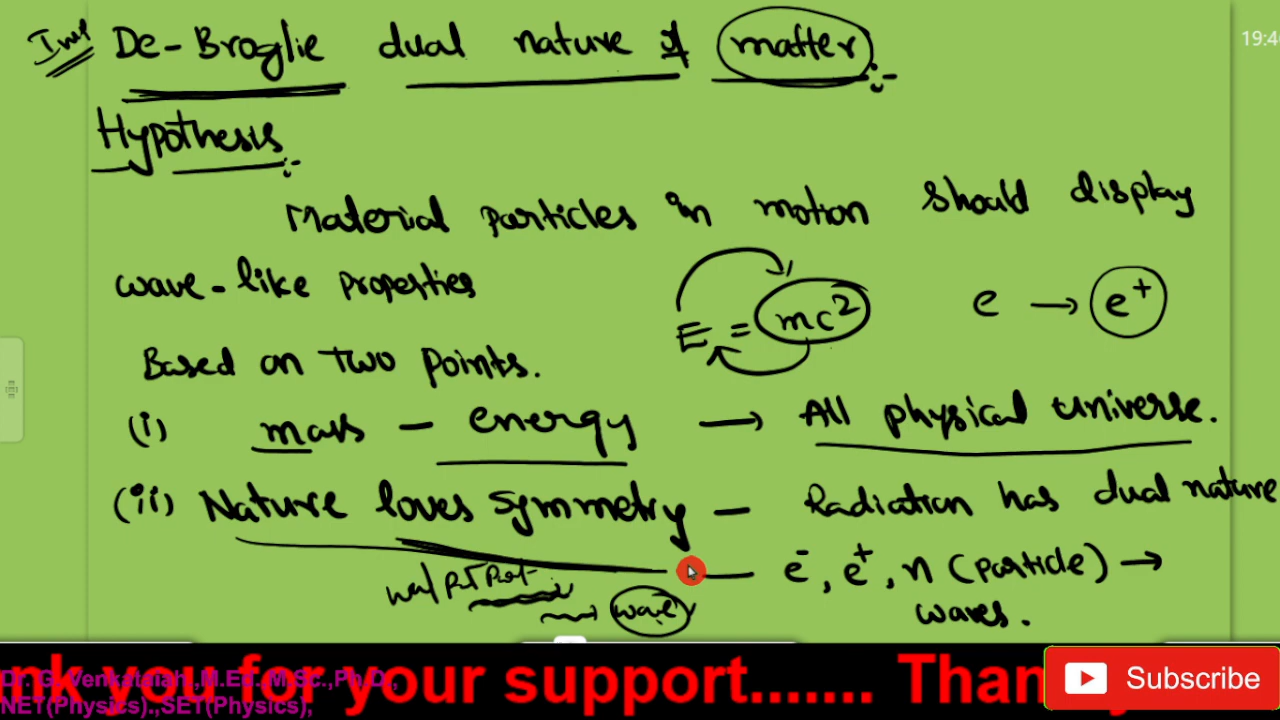 Imp De-Broglie dual nature of matter :-
19:4
Hypothesis :-
Material particles in motion should display
wave-like properties
E = mc² e → e⁺
Based on Two points.
(i) mass — energy → All physical universe.
(ii) Nature loves symmetry — Radiation has dual nature
— e⁻, e⁺, n (particle) →
wave
waves.
nk you for your support....... Than
Dr. G. Venkataiah.,M.Ed.,M.Sc.,Ph.D.,
NET(Physics).,SET(Physics),
Subscribe